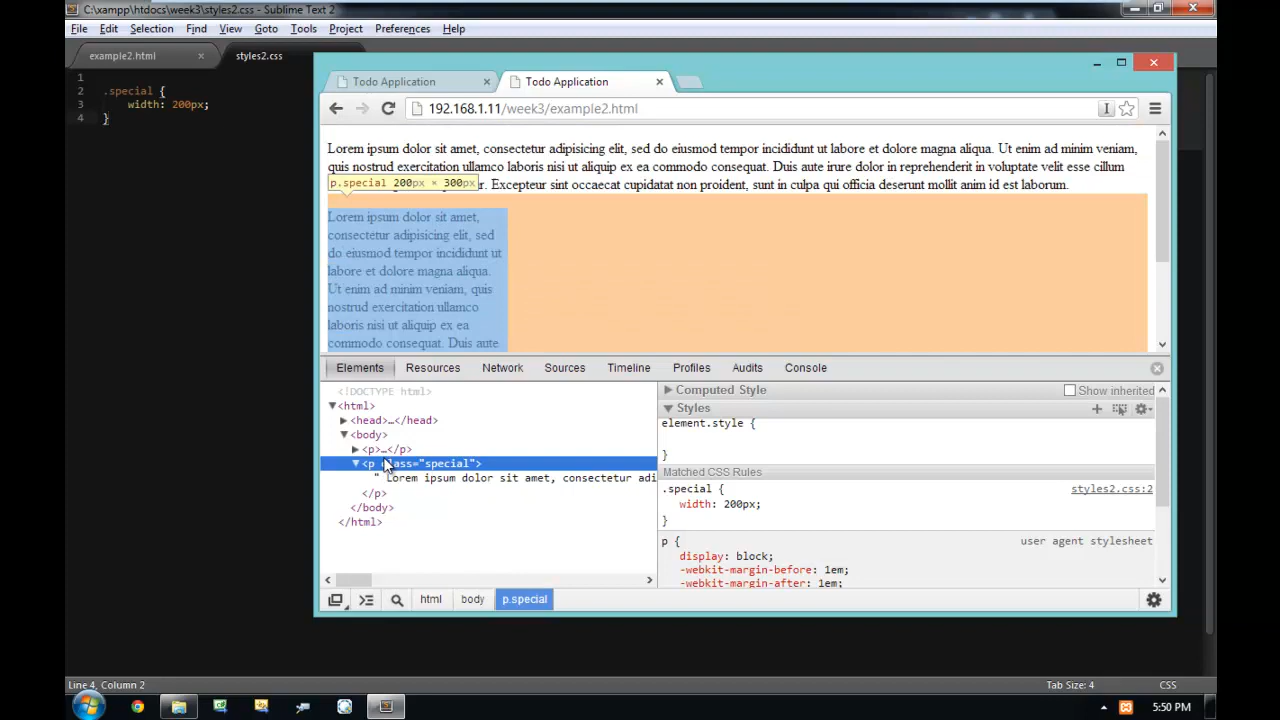 C:\xampp\htdocs\week3\styles2.css - Sublime Text 2
File Edit Selection Find View Goto Tools Project Preferences Help
example2.html × styles2.css
1
2 .special {
3 width: 200px;
4 }
Todo Application × Todo Application ×
192.168.1.11/week3/example2.html
Lorem ipsum dolor sit amet, consectetur adipisicing elit, sed do eiusmod tempor incididunt ut labore et dolore magna aliqua. Ut enim ad minim veniam,
quis nostrud exercitation ullamco laboris nisi ut aliquip ex ea commodo consequat. Duis aute irure dolor in reprehenderit in voluptate velit esse cillum
Excepteur sint occaecat cupidatat non proident, sunt in culpa qui officia deserunt mollit anim id est laborum.
p.special 200px × 300px
Lorem ipsum dolor sit amet,
consectetur adipisicing elit, sed
do eiusmod tempor incididunt ut
labore et dolore magna aliqua.
Ut enim ad minim veniam, quis
nostrud exercitation ullamco
laboris nisi ut aliquip ex ea
commodo consequat. Duis aute
Elements Resources Network Sources Timeline Profiles Audits Console
<!DOCTYPE html>
<html>
<head>…</head>
<body>
<p>…</p>
<p class="special">
" Lorem ipsum dolor sit amet, consectetur adi
</p>
</body>
</html>
Computed Style Show inherited
Styles
element.style {
}
Matched CSS Rules
.special { styles2.css:2
width: 200px;
}
p { user agent stylesheet
display: block;
-webkit-margin-before: 1em;
-webkit-margin-after: 1em;
html body p.special
Line 4, Column 2 Tab Size: 4 CSS
5:50 PM